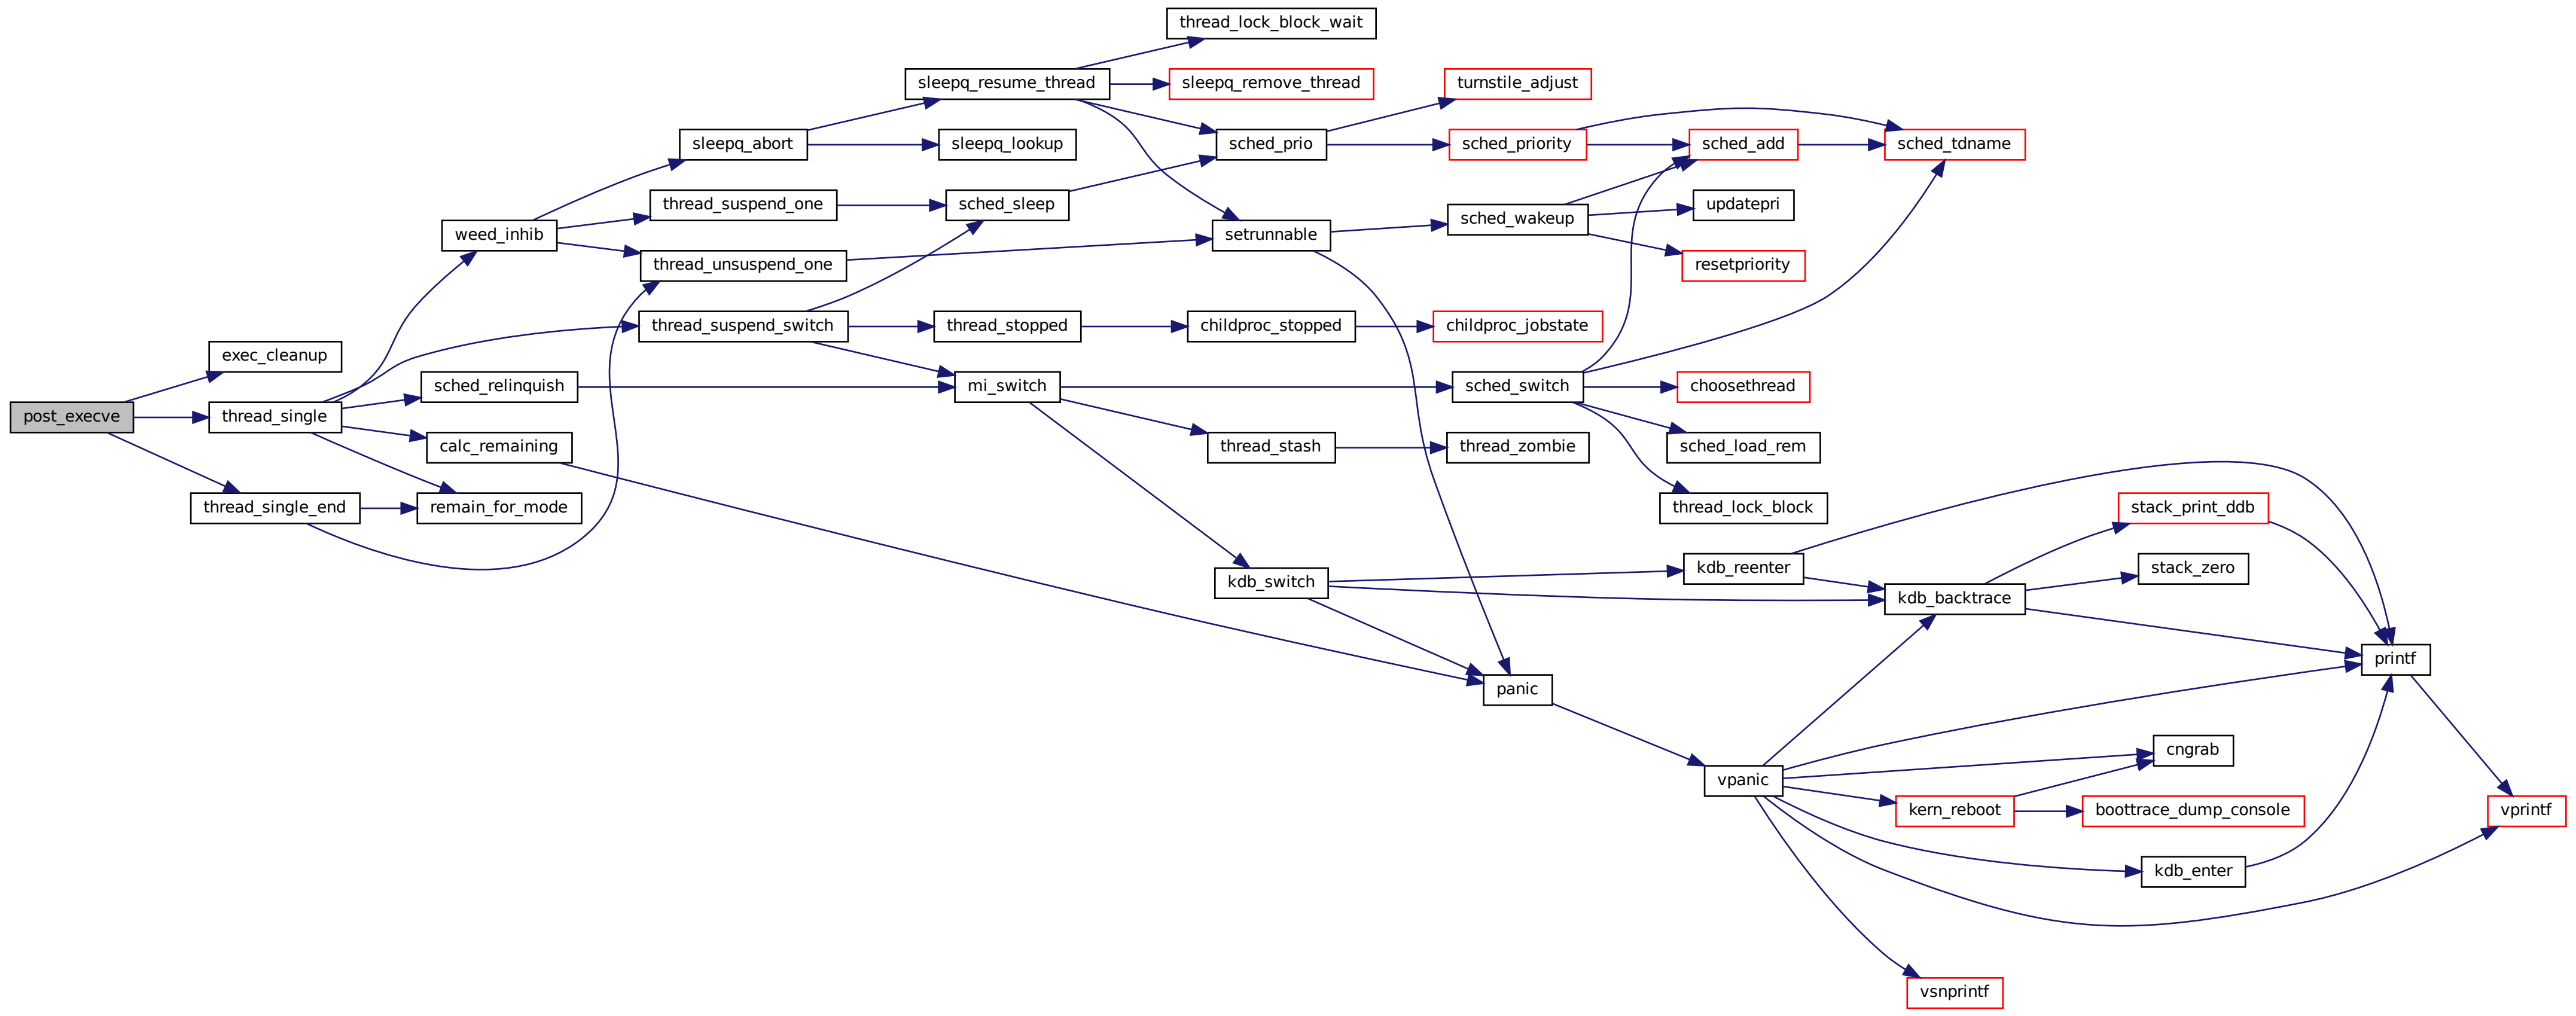 thread_lock_block_wait
sleepq_resume_thread
sleepq_remove_thread
turnstile_adjust
sleepq_abort
sleepq_lookup
sched_prio
sched_priority
sched_add
sched_tdname
thread_suspend_one
sched_sleep
updatepri
weed_inhib
setrunnable
sched_wakeup
thread_unsuspend_one
resetpriority
thread_suspend_switch
thread_stopped
childproc_stopped
childproc_jobstate
exec_cleanup
sched_relinquish
mi_switch
sched_switch
choosethread
post_execve
thread_single
calc_remaining
thread_stash
thread_zombie
sched_load_rem
thread_single_end
remain_for_mode
thread_lock_block
stack_print_ddb
kdb_reenter
stack_zero
kdb_switch
kdb_backtrace
printf
panic
cngrab
vpanic
kern_reboot
boottrace_dump_console
vprintf
kdb_enter
vsnprintf